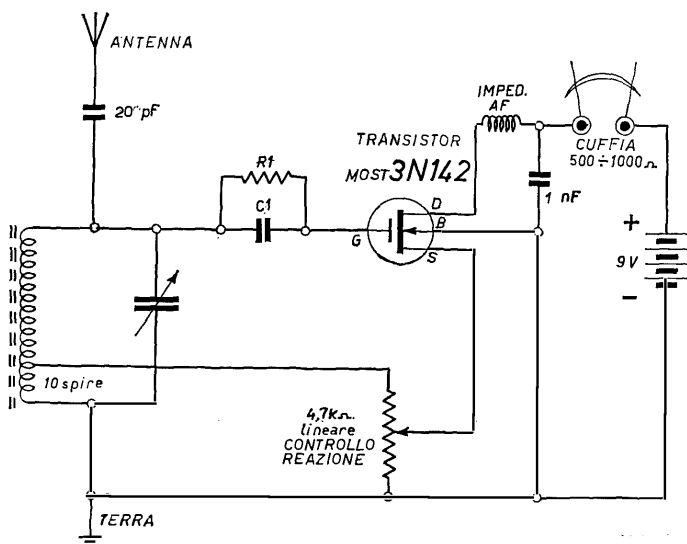 ANTENNA
20 pF
R1
C1
TRANSISTOR
MOST 3N142
G
D
B
S
IMPED.
AF
CUFFIA
500÷1000Ω
1 nF
+
9V
-
10 spire
4,7kΩ
lineare
CONTROLLO
REAZIONE
TERRA